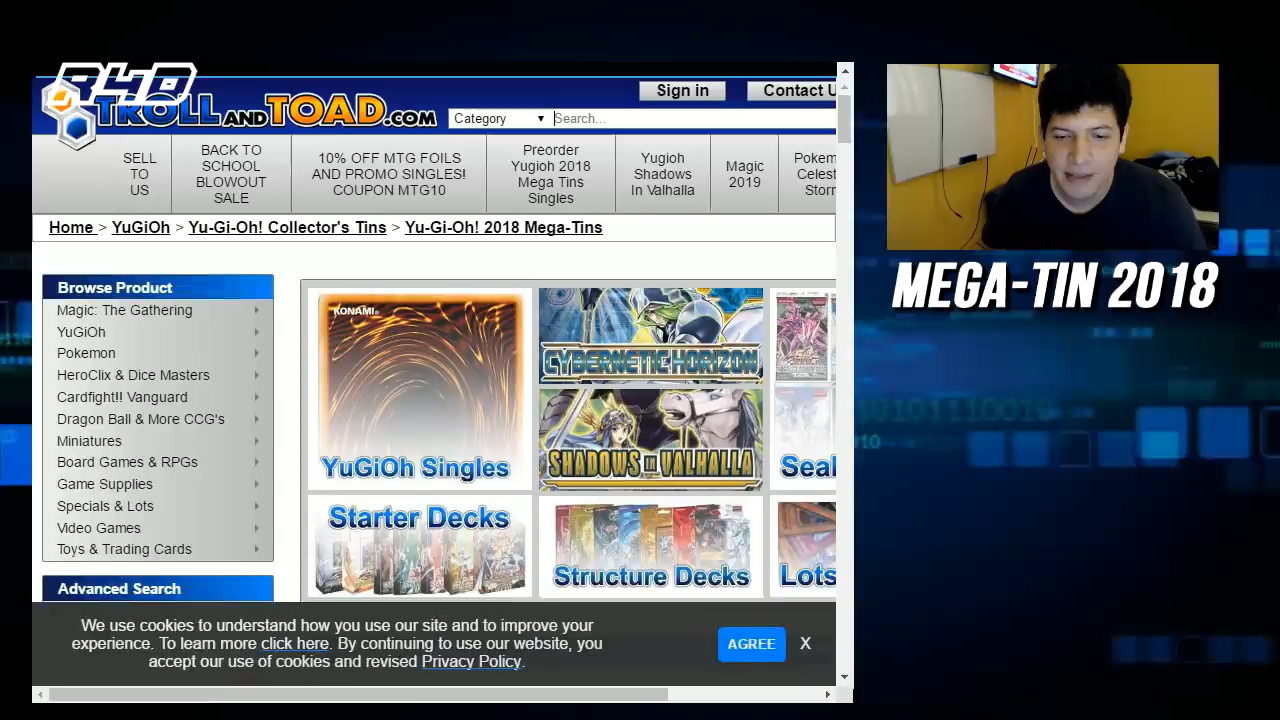 R4D
TROLL AND TOAD.COM
Sign in
Contact U
Category
Search...
SELL
TO
US
BACK TO
SCHOOL
BLOWOUT
SALE
10% OFF MTG FOILS
AND PROMO SINGLES!
COUPON MTG10
Preorder
Yugioh 2018
Mega Tins
Singles
Yugioh
Shadows
In Valhalla
Magic
2019
Pokem
Celest
Storn
Home > YuGiOh > Yu-Gi-Oh! Collector's Tins > Yu-Gi-Oh! 2018 Mega-Tins
Browse Product
Magic: The Gathering
YuGiOh
Pokemon
HeroClix & Dice Masters
Cardfight!! Vanguard
Dragon Ball & More CCG's
Miniatures
Board Games & RPGs
Game Supplies
Specials & Lots
Video Games
Toys & Trading Cards
Advanced Search
KONAMI
YuGiOh Singles
CYBERNETIC HORIZON
SHADOWS IN VALHALLA
Seal
Starter Decks
Structure Decks
Lots
We use cookies to understand how you use our site and to improve your
experience. To learn more click here. By continuing to use our website, you
accept our use of cookies and revised Privacy Policy.
AGREE
X
MEGA-TIN 2018